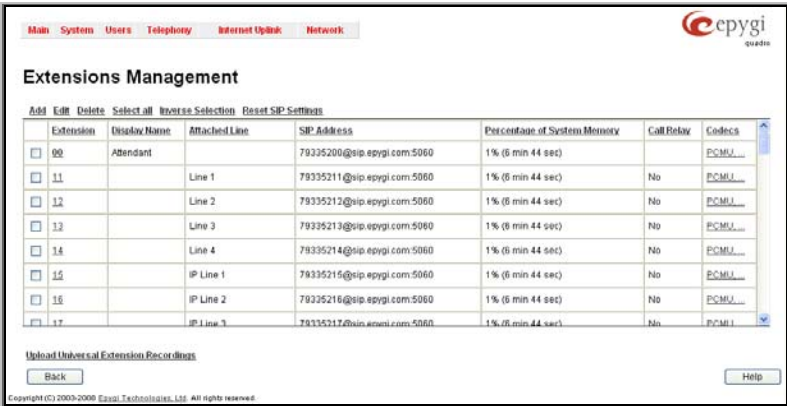 Main System Users Telephony Internet Uplink Network
epygi
quadro
Extensions Management
Add Edit Delete Select all Inverse Selection Reset SIP Settings
Extension Display Name Attached Line SIP Address Percentage of System Memory Call Relay Codecs
00 Attendant 79335200@sip.epygi.com:5060 1% (6 min 44 sec) PCMU, ...
11 Line 1 79335211@sip.epygi.com:5060 1% (6 min 44 sec) No PCMU, ...
12 Line 2 79335212@sip.epygi.com:5060 1% (6 min 44 sec) No PCMU, ...
13 Line 3 79335213@sip.epygi.com:5060 1% (6 min 44 sec) No PCMU, ...
14 Line 4 79335214@sip.epygi.com:5060 1% (6 min 44 sec) No PCMU, ...
15 IP Line 1 79335215@sip.epygi.com:5060 1% (6 min 44 sec) No PCMU, ...
16 IP Line 2 79335216@sip.epygi.com:5060 1% (6 min 44 sec) No PCMU, ...
17 IP Line 3 79335217@sip.epygi.com:5060 1% (6 min 44 sec) No PCMU
Upload Universal Extension Recordings
Back Help
Copyright (C) 2003-2008 Epygi Technologies, Ltd. All rights reserved.